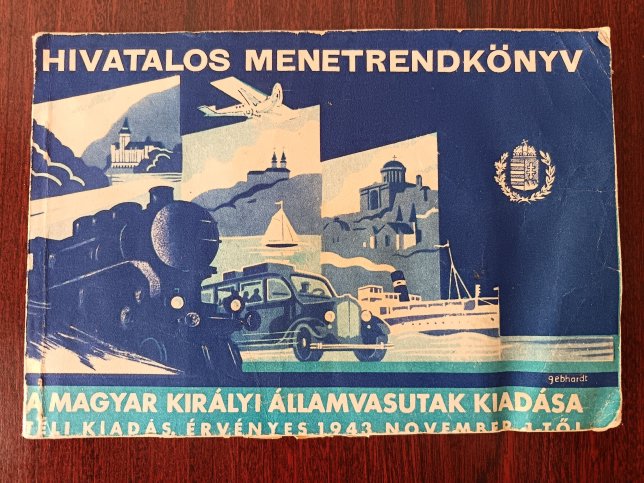 HIVATALOS MENETRENDKÖNYV
gebhardt
A MAGYAR KIRÁLYI ÁLLAMVASUTAK KIADÁSA
TÉLI KIADÁS, ÉRVÉNYES 1943 NOVEMBER 1-TŐL